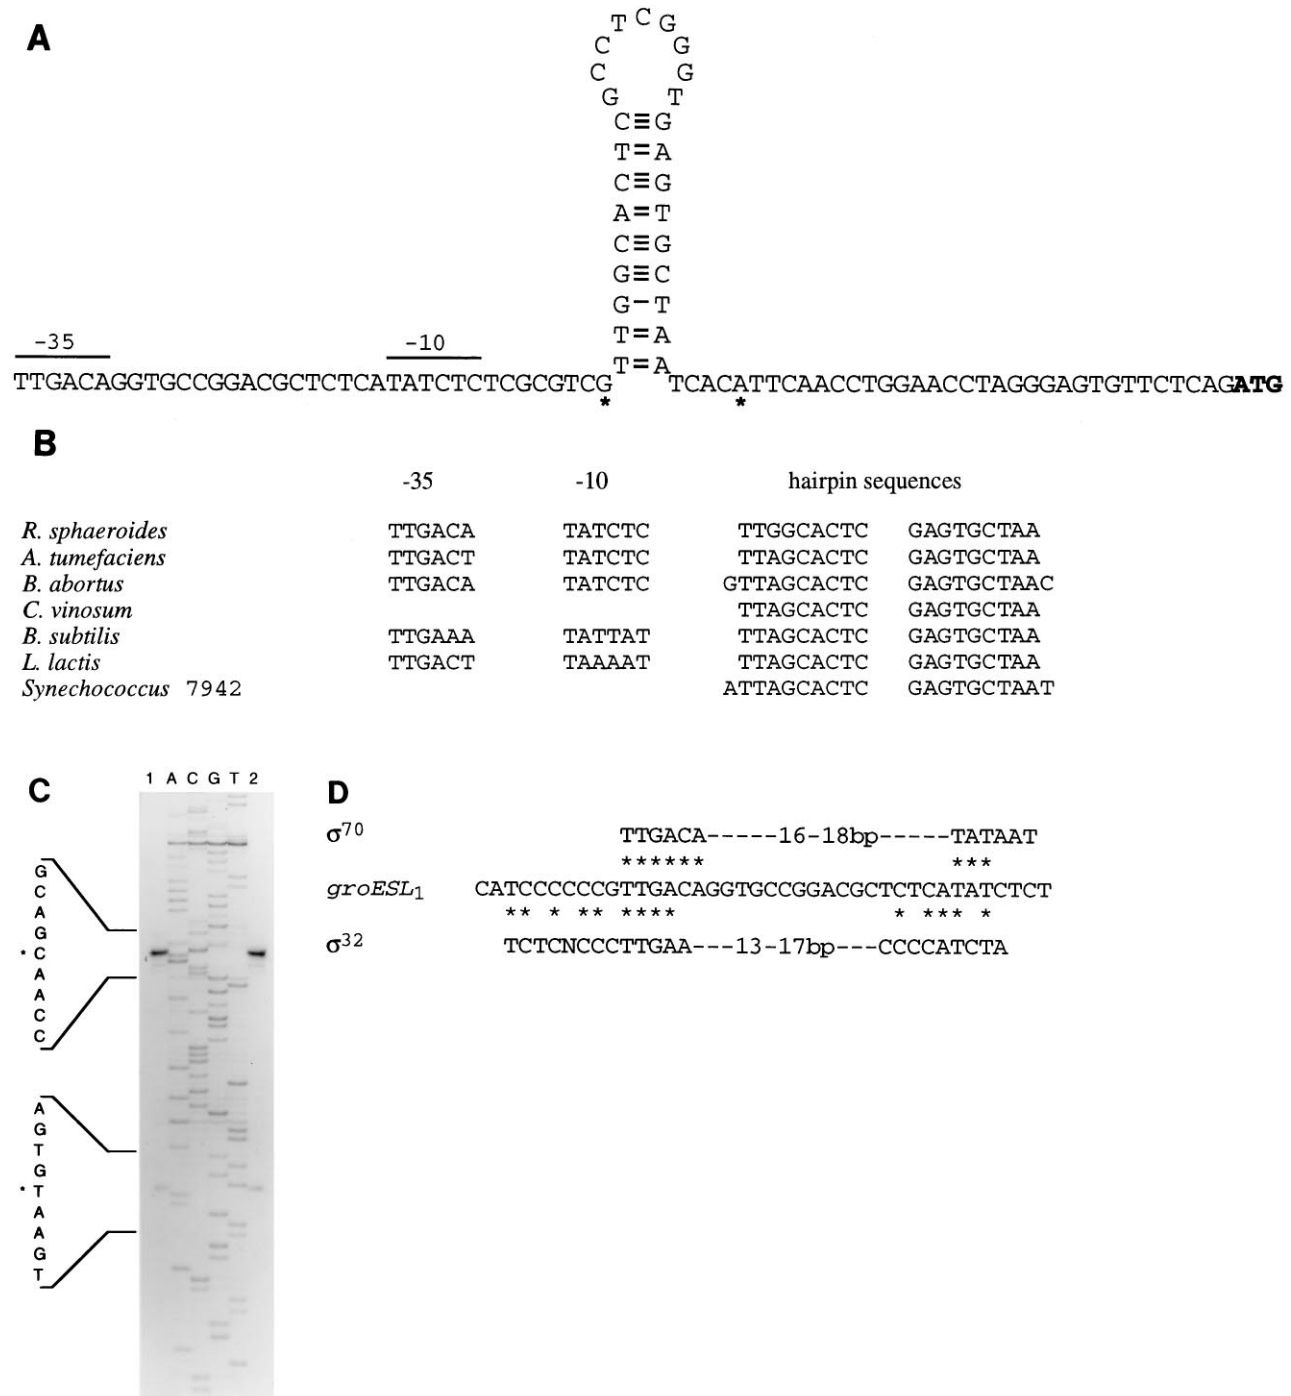 A
T C G
C G
C G
G T
C≡G
T=A
C≡G
A=T
C≡G
G≡C
G-T
T=A
T=A
-35 -10
TTGACAGGTGCCGGACGCTCTCATATCTCTCGCGTCG TCACATTCAACCTGGAACCTAGGGAGTGTTCTCAGATG
* *
B
-35 -10 hairpin sequences
R. sphaeroides TTGACA TATCTC TTGGCACTC GAGTGCTAA
A. tumefaciens TTGACT TATCTC TTAGCACTC GAGTGCTAA
B. abortus TTGACA TATCTC GTTAGCACTC GAGTGCTAAC
C. vinosum TTAGCACTC GAGTGCTAA
B. subtilis TTGAAA TATTAT TTAGCACTC GAGTGCTAA
L. lactis TTGACT TAAAAT TTAGCACTC GAGTGCTAA
Synechococcus 7942 ATTAGCACTC GAGTGCTAAT
C
1 A C G T 2
G
C
A
G
* C
A
A
C
C
A
G
T
G
* T
A
A
G
T
D
σ70 TTGACA-----16-18bp-----TATAAT
****** ***
groESL1 CATCCCCCCGTTGACAGGTGCCGGACGCTCTCATATCTCT
** * ** **** * *** *
σ32 TCTCNCCCTTGAA---13-17bp---CCCCATCTA